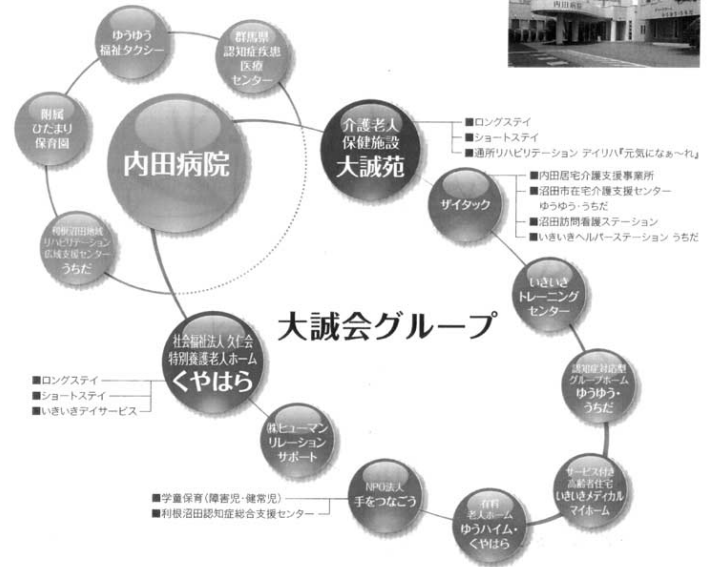 内田病院
ゆうゆう
福祉タクシー
群馬県
認知症疾患
医療
センター
附属
ひだまり
保育園
内田病院
利根沼田地域
リハビリテーション
広域支援センター
うちだ
介護老人
保健施設
大誠苑
■ロングステイ
■ショートステイ
■通所リハビリテーション デイリハ『元気になぁ〜れ』
ザイタック
■内田居宅介護支援事業所
■沼田市在宅介護支援センター
ゆうゆう・うちだ
■沼田訪問看護ステーション
■いきいきヘルパーステーション うちだ
いきいき
トレーニング
センター
大誠会グループ
社会福祉法人 久仁会
特別養護老人ホーム
くやはら
■ロングステイ
■ショートステイ
■いきいきデイサービス
認知症対応型
グループホーム
ゆうゆう・
うちだ
㈱ヒューマン
リレーション
サポート
サービス付き
高齢者住宅
いきいきメディカル
マイホーム
NPO法人
手をつなごう
■学童保育(障害児・健常児)
■利根沼田認知症総合支援センター
有料
老人ホーム
ゆうハイム・
くやはら